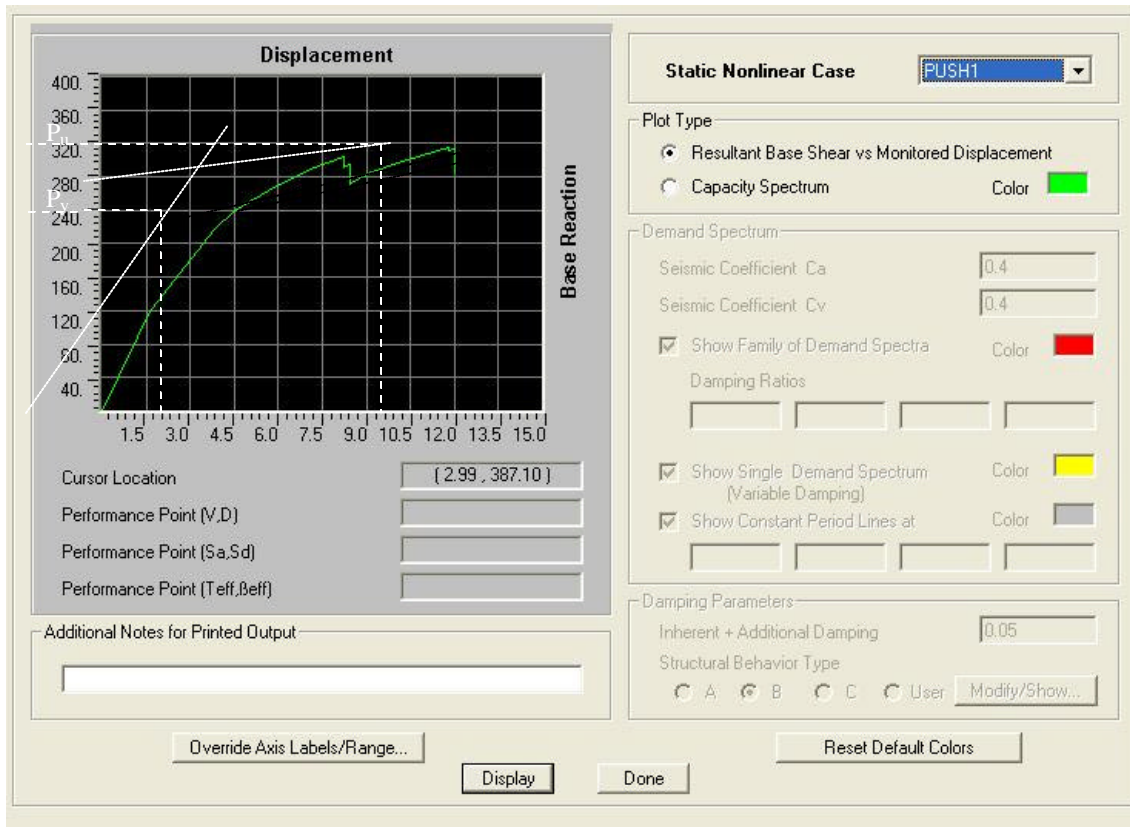 Displacement
400.
360.
Pu
320.
280.
Py
240.
200.
160.
120.
80.
40.
1.5 3.0 4.5 6.0 7.5 9.0 10.5 12.0 13.5 15.0
Base Reaction
Cursor Location
( 2.99 , 387.10 )
Performance Point (V,D)
Performance Point (Sa,Sd)
Performance Point (Teff,βeff)
Additional Notes for Printed Output
Override Axis Labels/Range...
Static Nonlinear Case
PUSH1
Plot Type
Resultant Base Shear vs Monitored Displacement
Capacity Spectrum
Color
Demand Spectrum
Seismic Coefficient Ca
0.4
Seismic Coefficient Cv
0.4
Show Family of Demand Spectra
Color
Damping Ratios
Show Single Demand Spectrum
Color
(Variable Damping)
Show Constant Period Lines at
Color
Damping Parameters
Inherent + Additional Damping
0.05
Structural Behavior Type
A B C User
Modify/Show...
Reset Default Colors
Display
Done